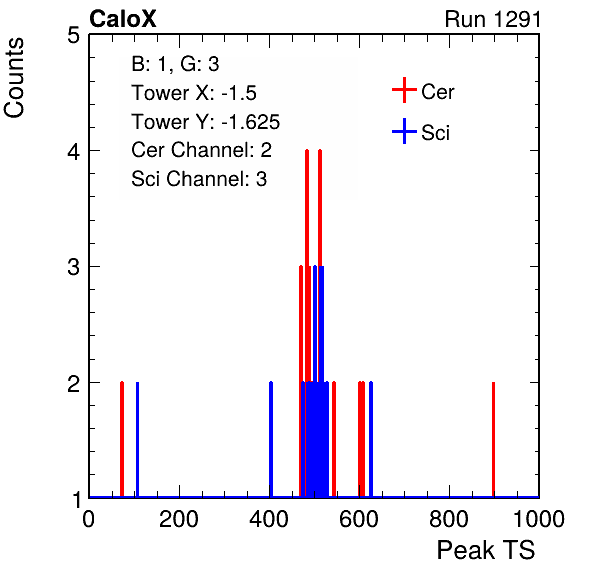 CaloX Run 1291
B: 1, G: 3
Tower X: -1.5
Tower Y: -1.625
Cer Channel: 2
Sci Channel: 3
Cer
Sci
Counts
5
4
3
2
1
0 200 400 600 800 1000
Peak TS